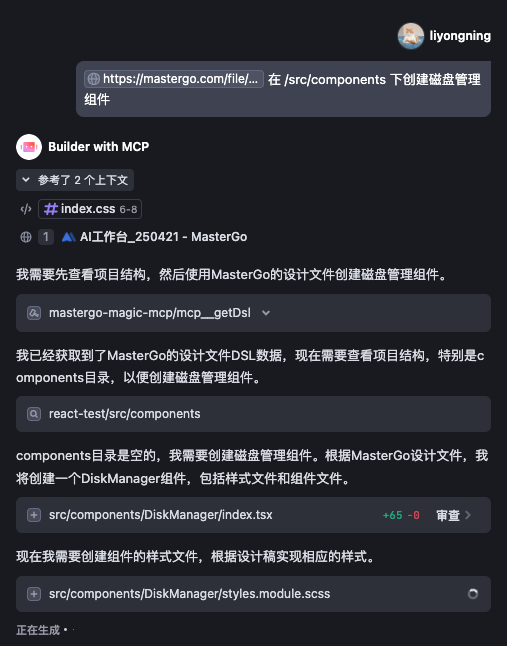 liyongning
https://mastergo.com/file/... 在 /src/components 下创建磁盘管理
组件
Builder with MCP
参考了 2 个上下文
index.css 6-8
1 AI工作台_250421 - MasterGo
我需要先查看项目结构，然后使用MasterGo的设计文件创建磁盘管理组件。
mastergo-magic-mcp/mcp__getDsl
我已经获取到了MasterGo的设计文件DSL数据，现在需要查看项目结构，特别是c
omponents目录，以便创建磁盘管理组件。
react-test/src/components
components目录是空的，我需要创建磁盘管理组件。根据MasterGo设计文件，我
将创建一个DiskManager组件，包括样式文件和组件文件。
src/components/DiskManager/index.tsx +65 -0 审查
现在我需要创建组件的样式文件，根据设计稿实现相应的样式。
src/components/DiskManager/styles.module.scss
正在生成